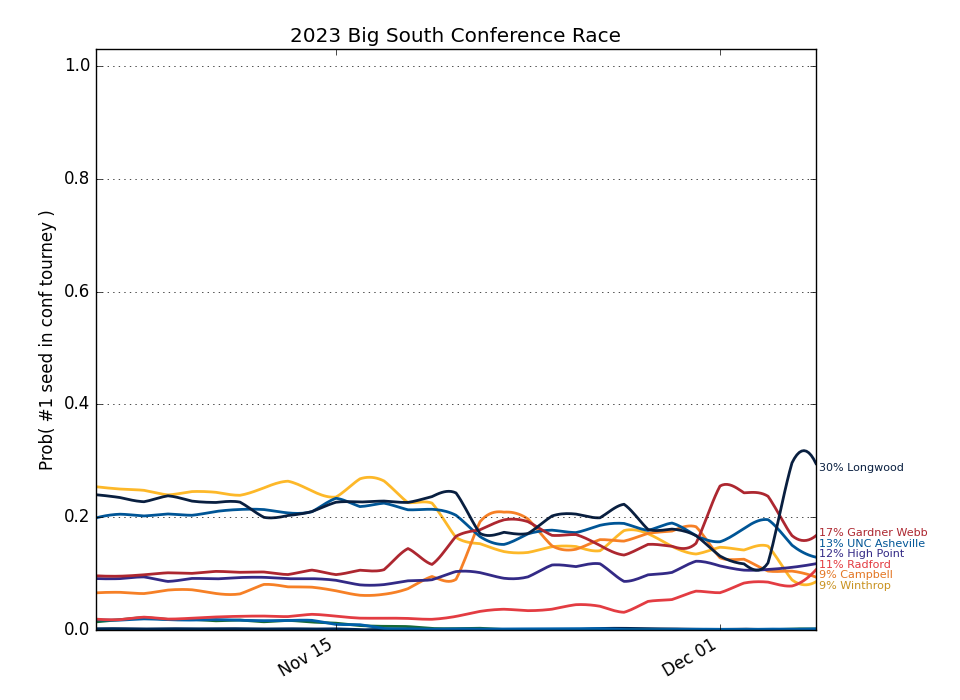 2023 Big South Conference Race
Prob( #1 seed in conf tourney )
1.0
0.8
0.6
0.4
0.2
0.0
Nov 15
Dec 01
30% Longwood
17% Gardner Webb
13% UNC Asheville
12% High Point
11% Radford
9% Campbell
9% Winthrop